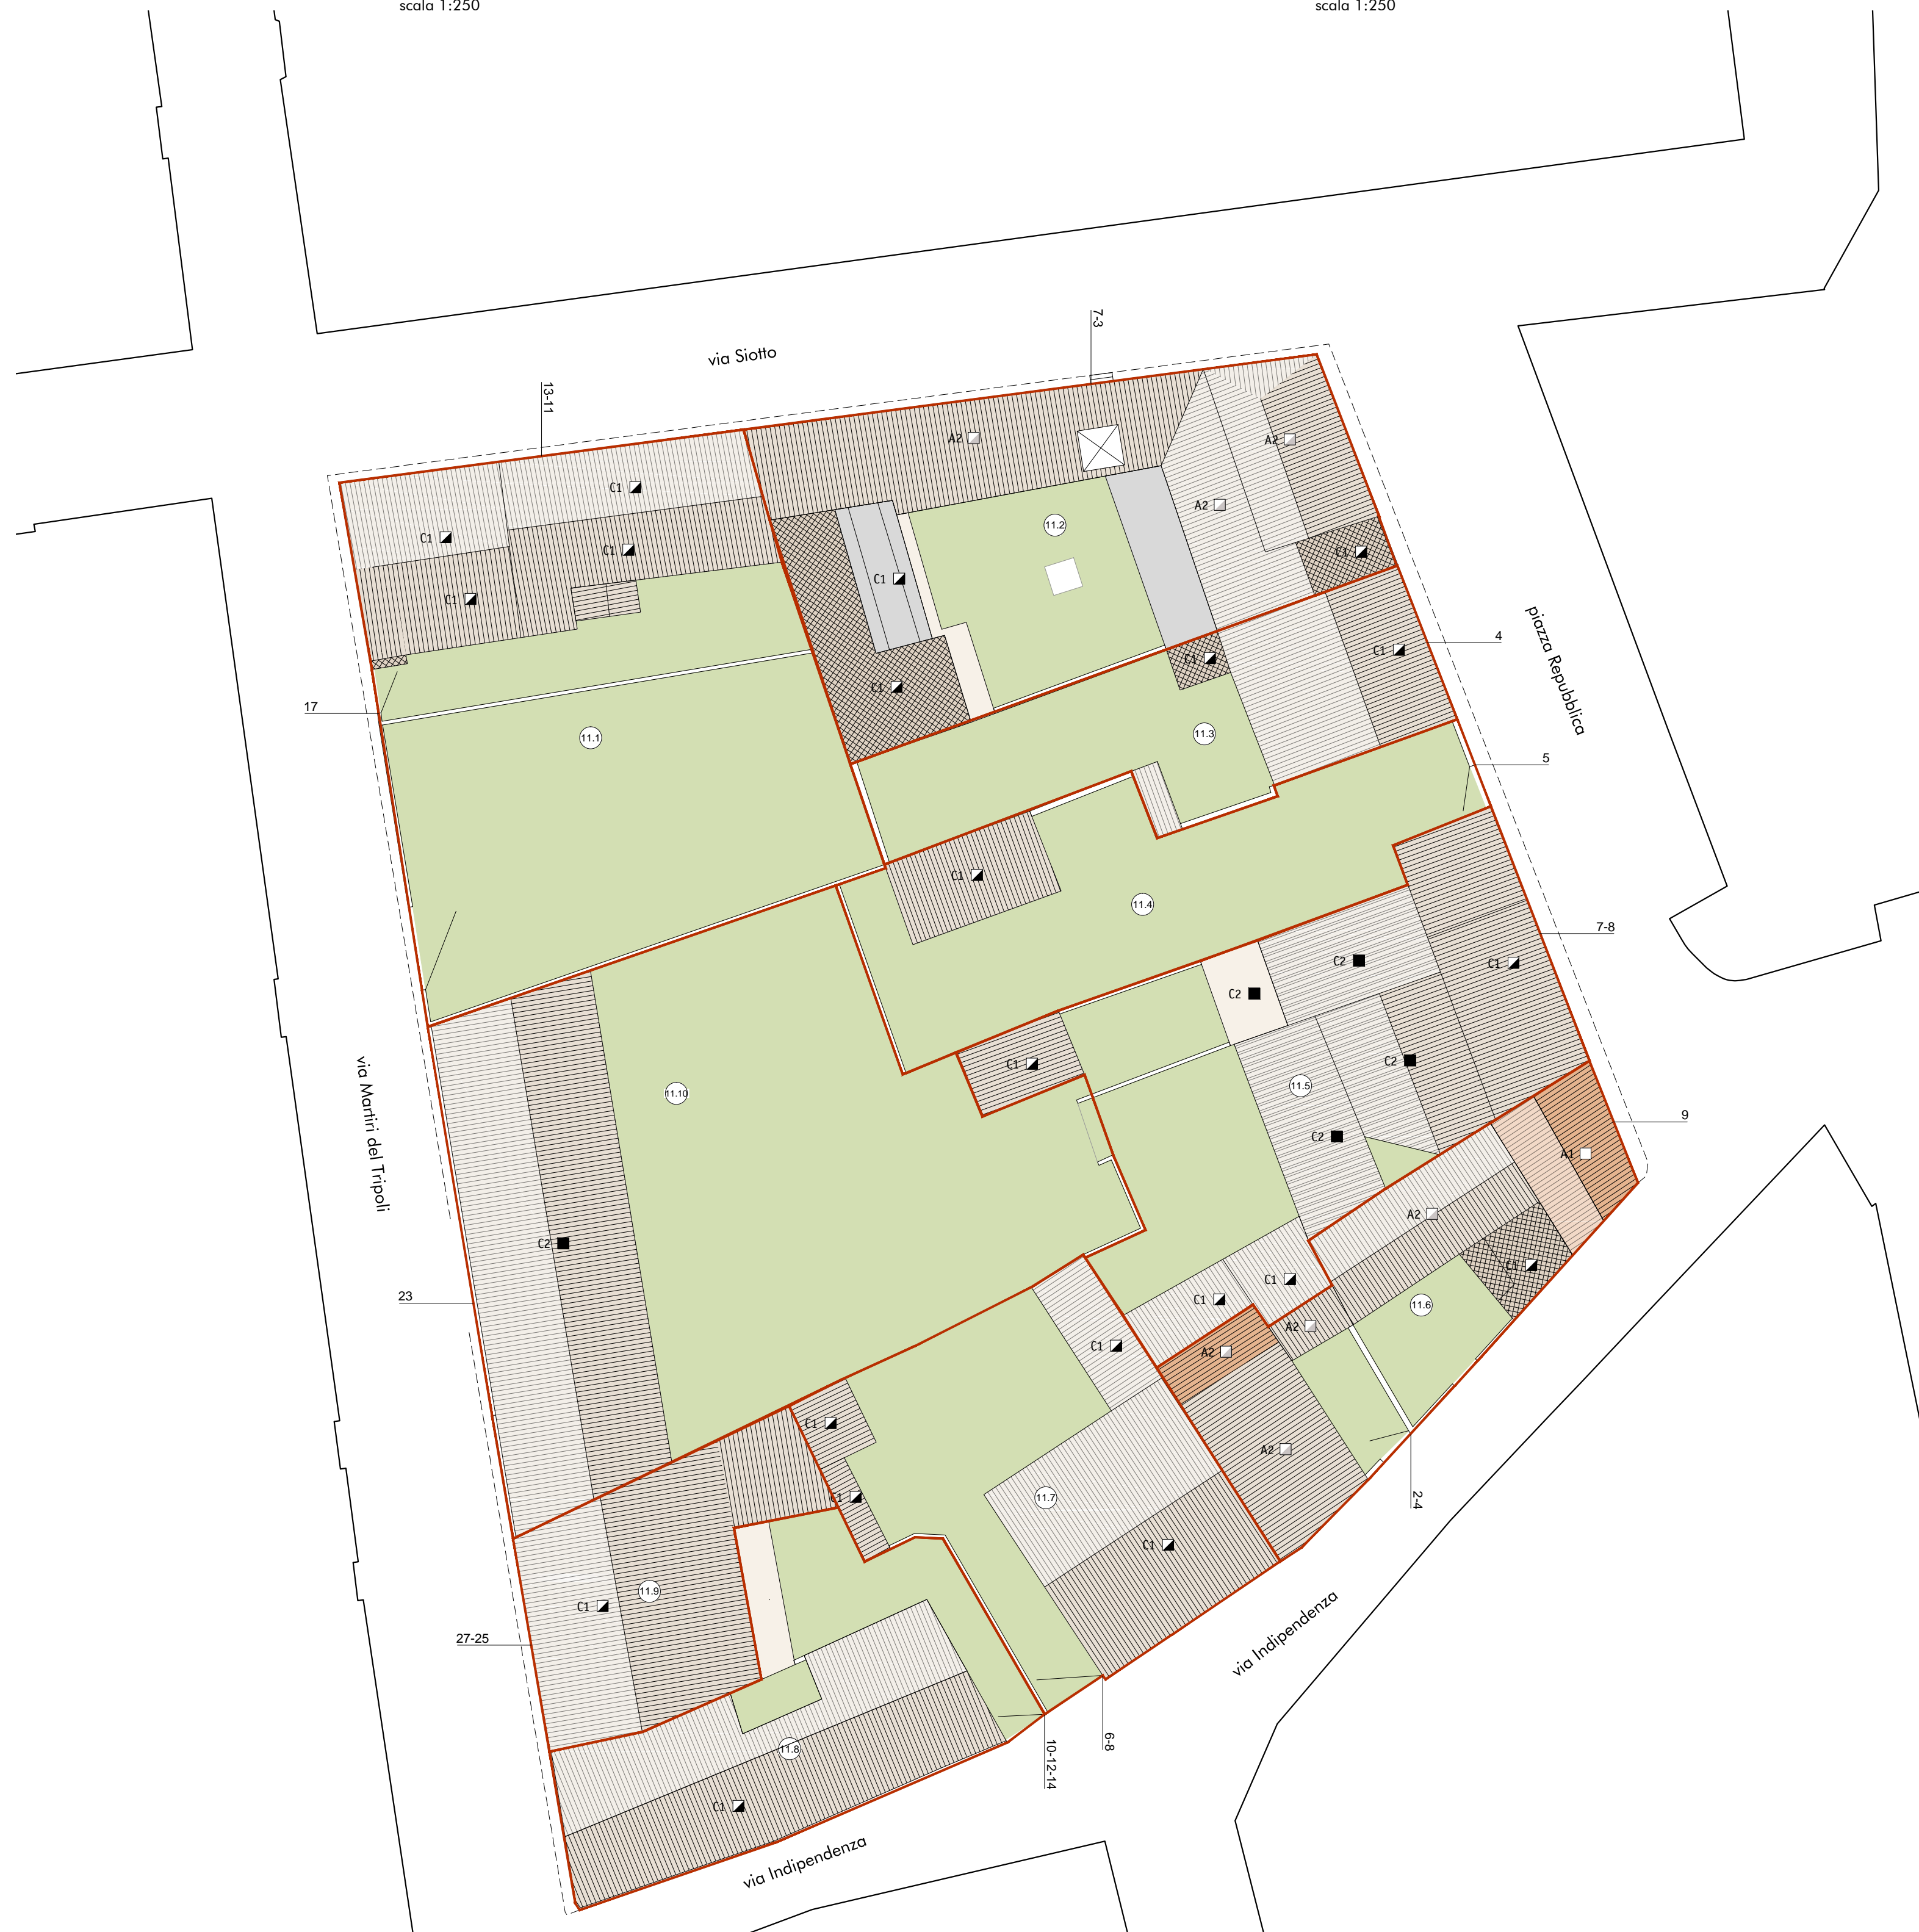 scala 1:250
scala 1:250
7-3
via Siotto
13-11
A2
A2
C1
A2
11.2
C1
C1
C1
C1
C1
4
piazza Repubblica
C1
C1
C1
17
11.1
11.3
5
C1
11.4
7-8
C2
C1
C2
via Martiri del Tripoli
11.10
C1
C2
11.5
9
C2
A1
A2
C2
C1
C1
23
C1
11.6
A2
C1
A2
C1
A2
C1
11.7
2-4
C1
11.9
C1
27-25
via Indipendenza
6-8
11.8
10-12-14
C1
via Indipendenza